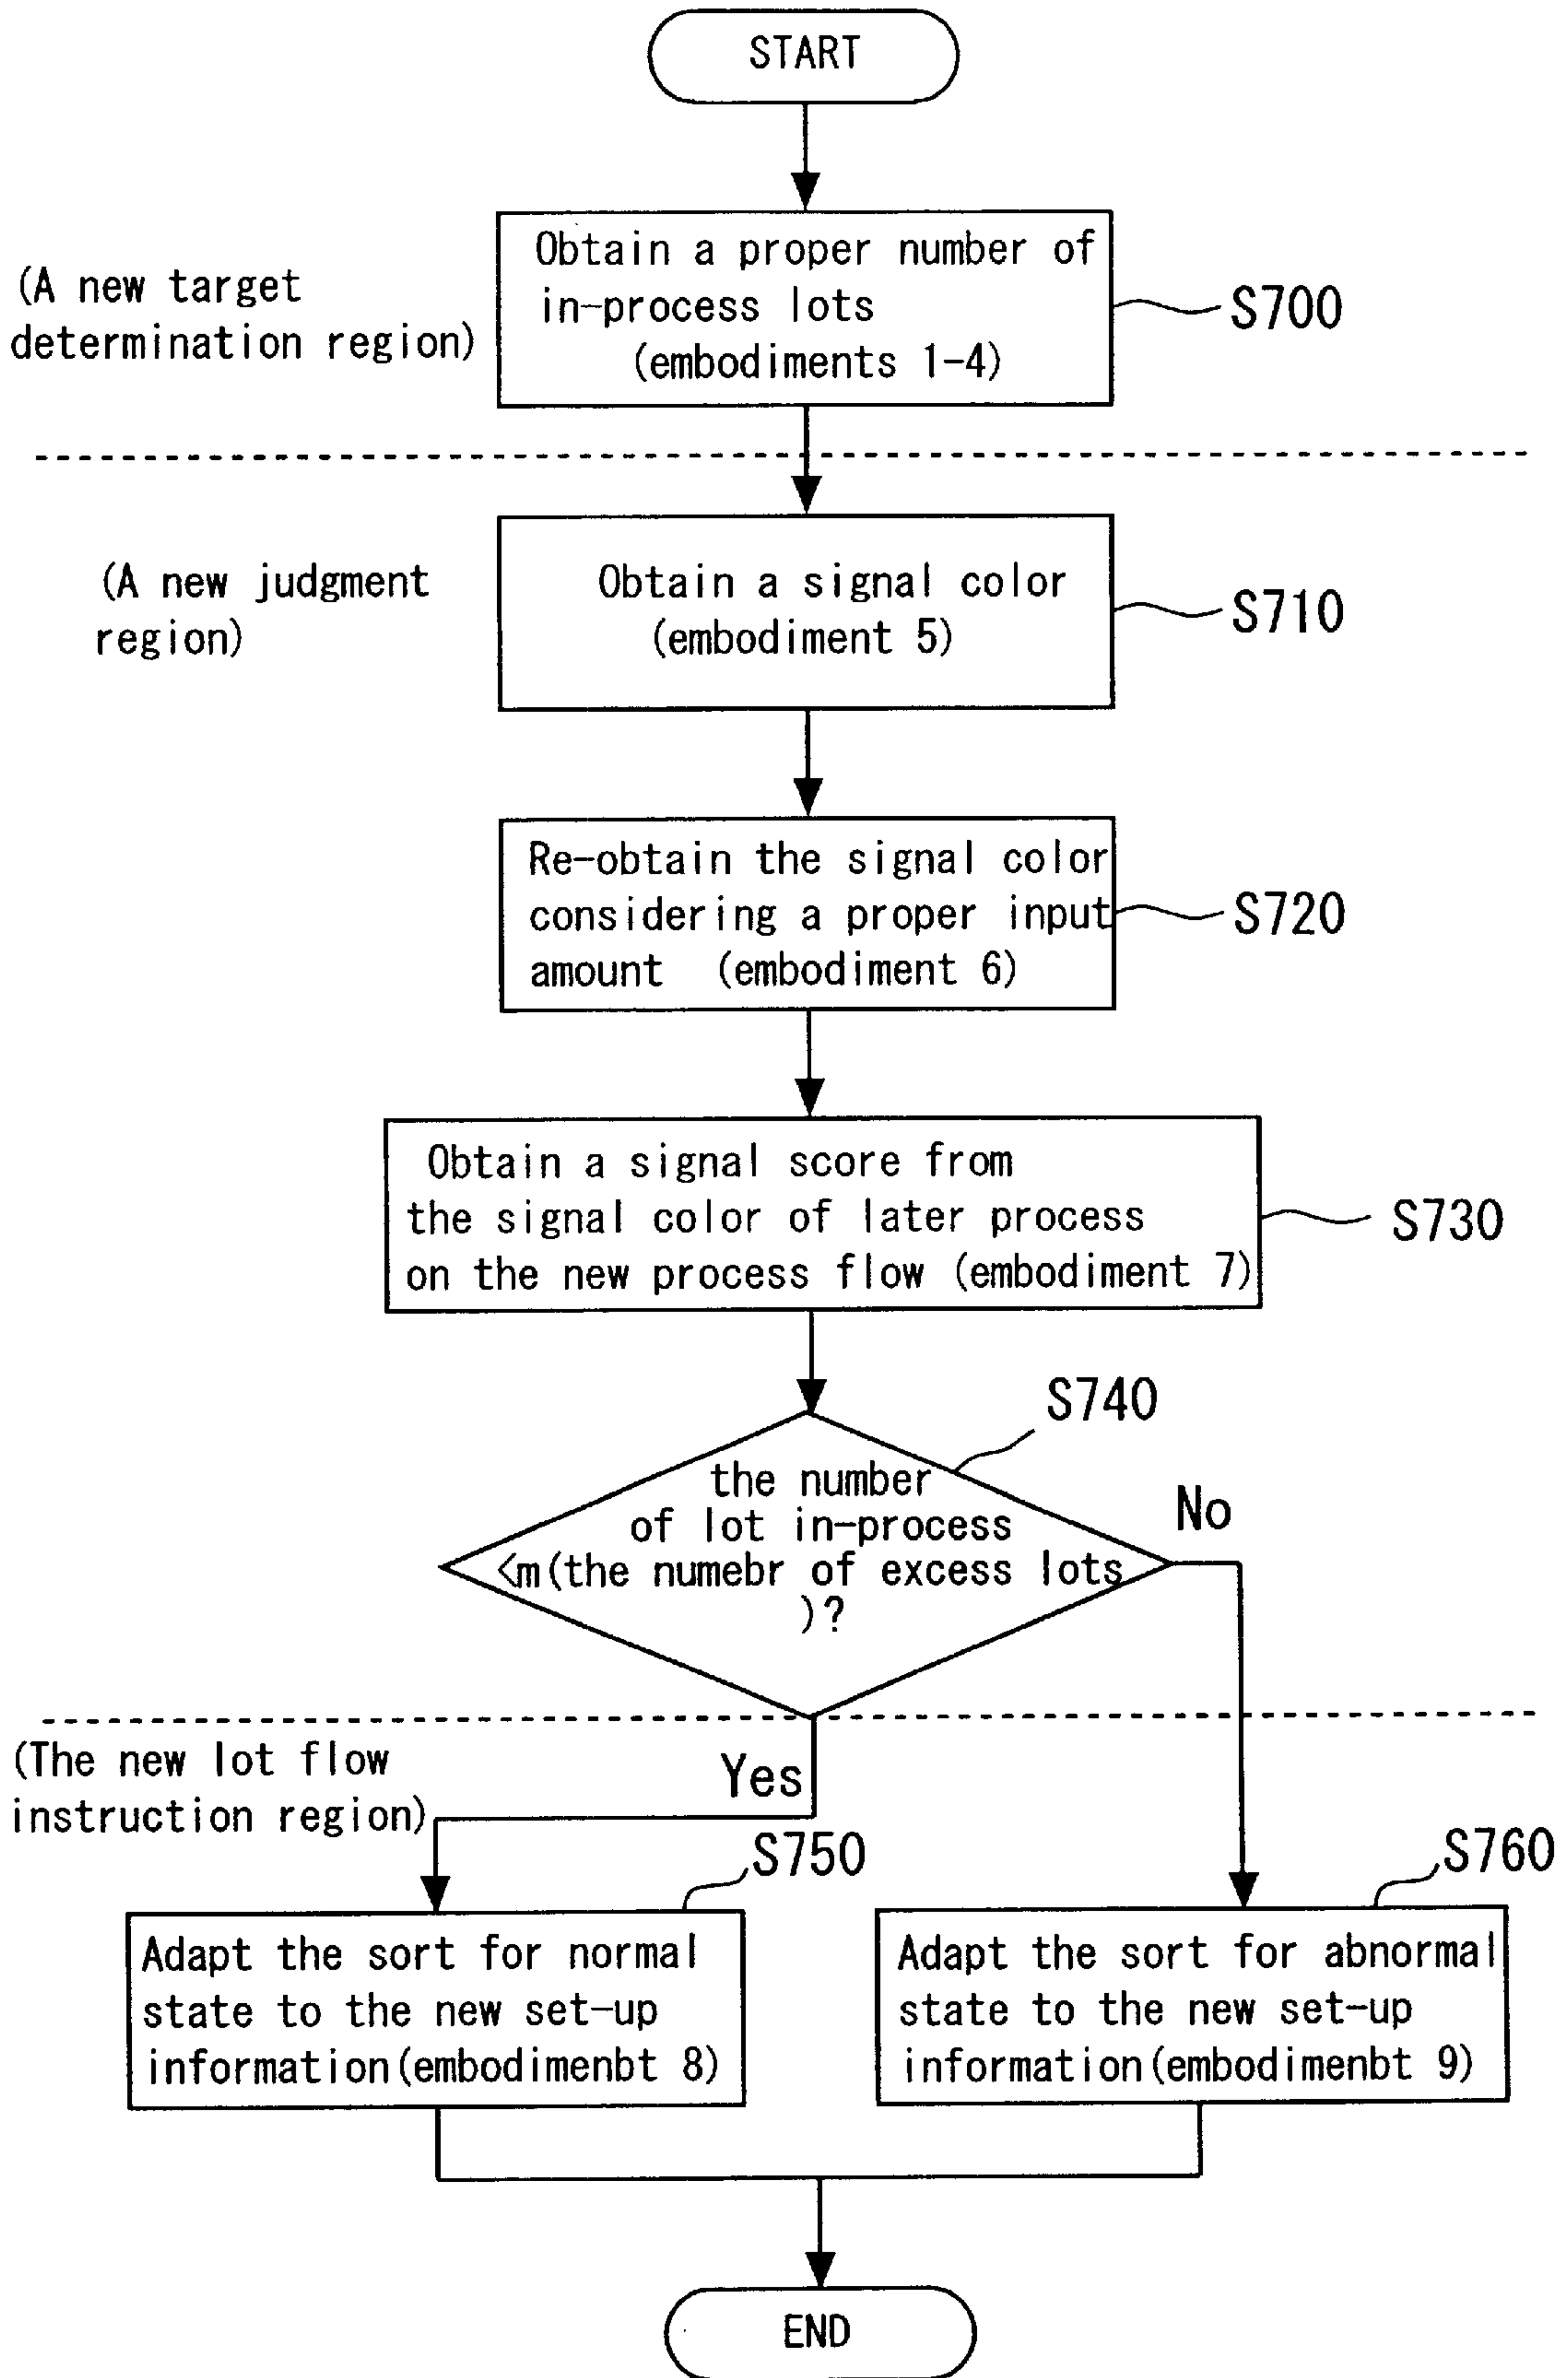 START
(A new target
determination region)
Obtain a proper number of
in-process lots
(embodiments 1-4)
S700
(A new judgment
region)
Obtain a signal color
(embodiment 5)
S710
Re-obtain the signal color
considering a proper input
amount (embodiment 6)
S720
Obtain a signal score from
the signal color of later process
on the new process flow (embodiment 7)
S730
S740
the number
of lot in-process
<m(the numebr of excess lots
)?
No
(The new lot flow
instruction region)
Yes
S750
S760
Adapt the sort for normal
state to the new set-up
information(embodimenbt 8)
Adapt the sort for abnormal
state to the new set-up
information(embodimenbt 9)
END